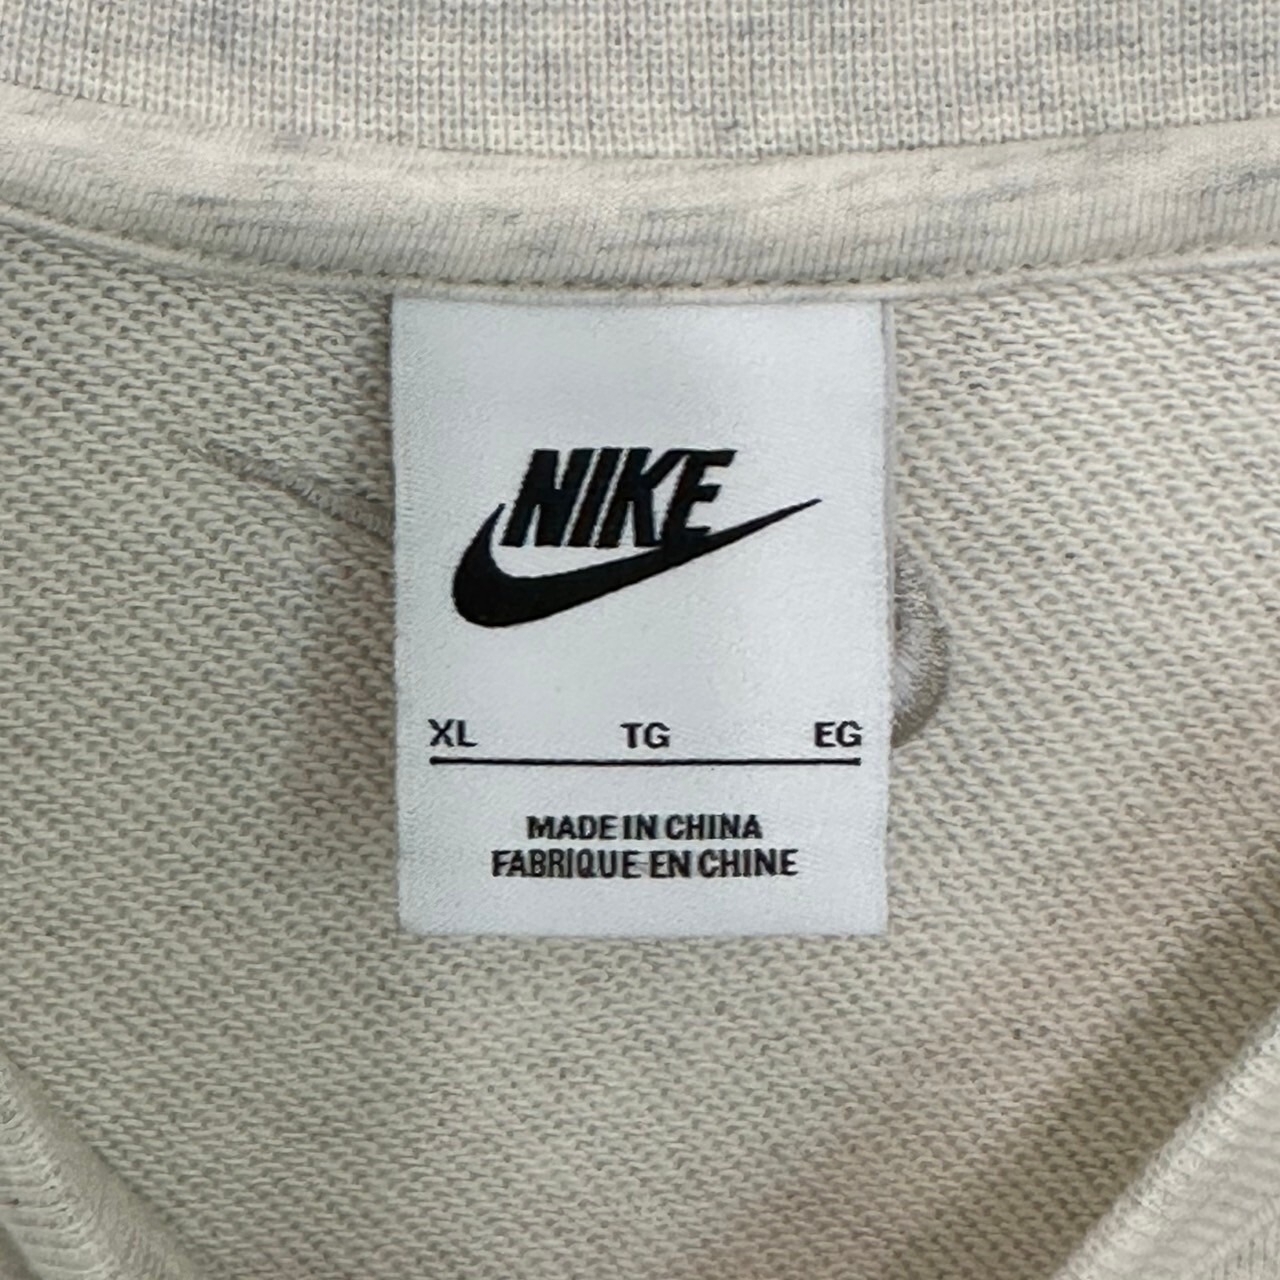 NIKE
XL TG EG
MADE IN CHINA
FABRIQUE EN CHINE